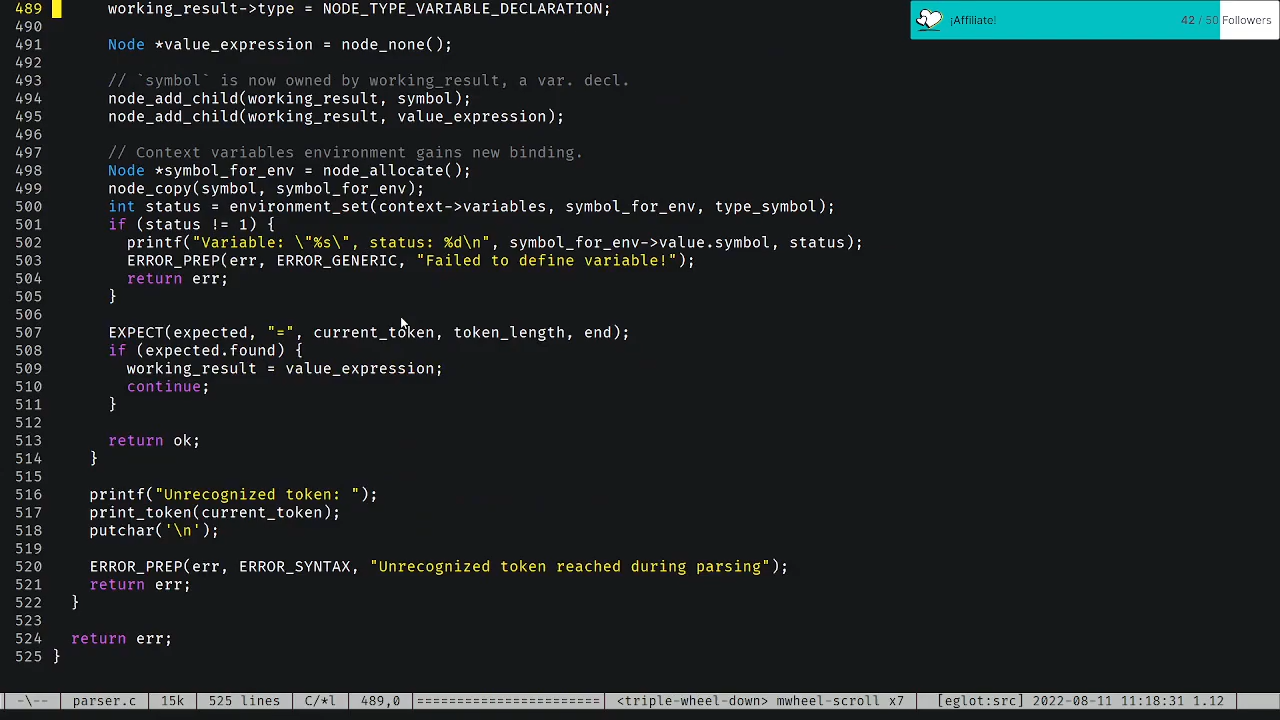 489 working_result->type = NODE_TYPE_VARIABLE_DECLARATION;
¡Affiliate!
42 / 50 Followers
490
491 Node *value_expression = node_none();
492
493 // `symbol` is now owned by working_result, a var. decl.
494 node_add_child(working_result, symbol);
495 node_add_child(working_result, value_expression);
496
497 // Context variables environment gains new binding.
498 Node *symbol_for_env = node_allocate();
499 node_copy(symbol, symbol_for_env);
500 int status = environment_set(context->variables, symbol_for_env, type_symbol);
501 if (status != 1) {
502 printf("Variable: \"%s\", status: %d\n", symbol_for_env->value.symbol, status);
503 ERROR_PREP(err, ERROR_GENERIC, "Failed to define variable!");
504 return err;
505 }
506
507 EXPECT(expected, "=", current_token, token_length, end);
508 if (expected.found) {
509 working_result = value_expression;
510 continue;
511 }
512
513 return ok;
514 }
515
516 printf("Unrecognized token: ");
517 print_token(current_token);
518 putchar('\n');
519
520 ERROR_PREP(err, ERROR_SYNTAX, "Unrecognized token reached during parsing");
521 return err;
522 }
523
524 return err;
525 }
-\-- parser.c 15k 525 lines C/*l 489,0 ==================== <triple-wheel-down> mwheel-scroll x7 [eglot:src] 2022-08-11 11:18:31 1.12